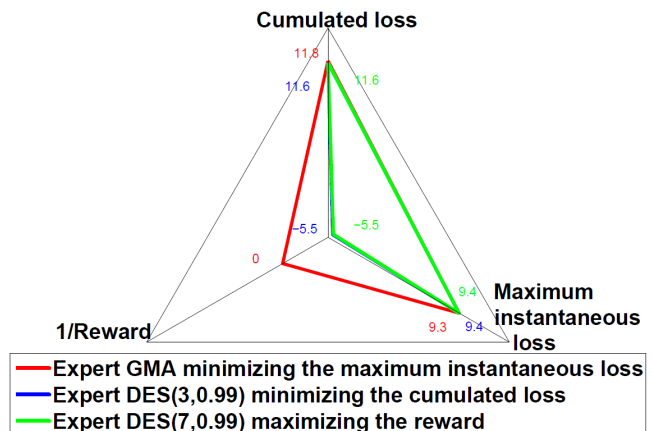 Cumulated loss
11.8
11.6
11.6
−5.5
−5.5
0
9.4
9.3
9.4
Maximum
instantaneous
loss
1/Reward
Expert GMA minimizing the maximum instantaneous loss
Expert DES(3,0.99) minimizing the cumulated loss
Expert DES(7,0.99) maximizing the reward